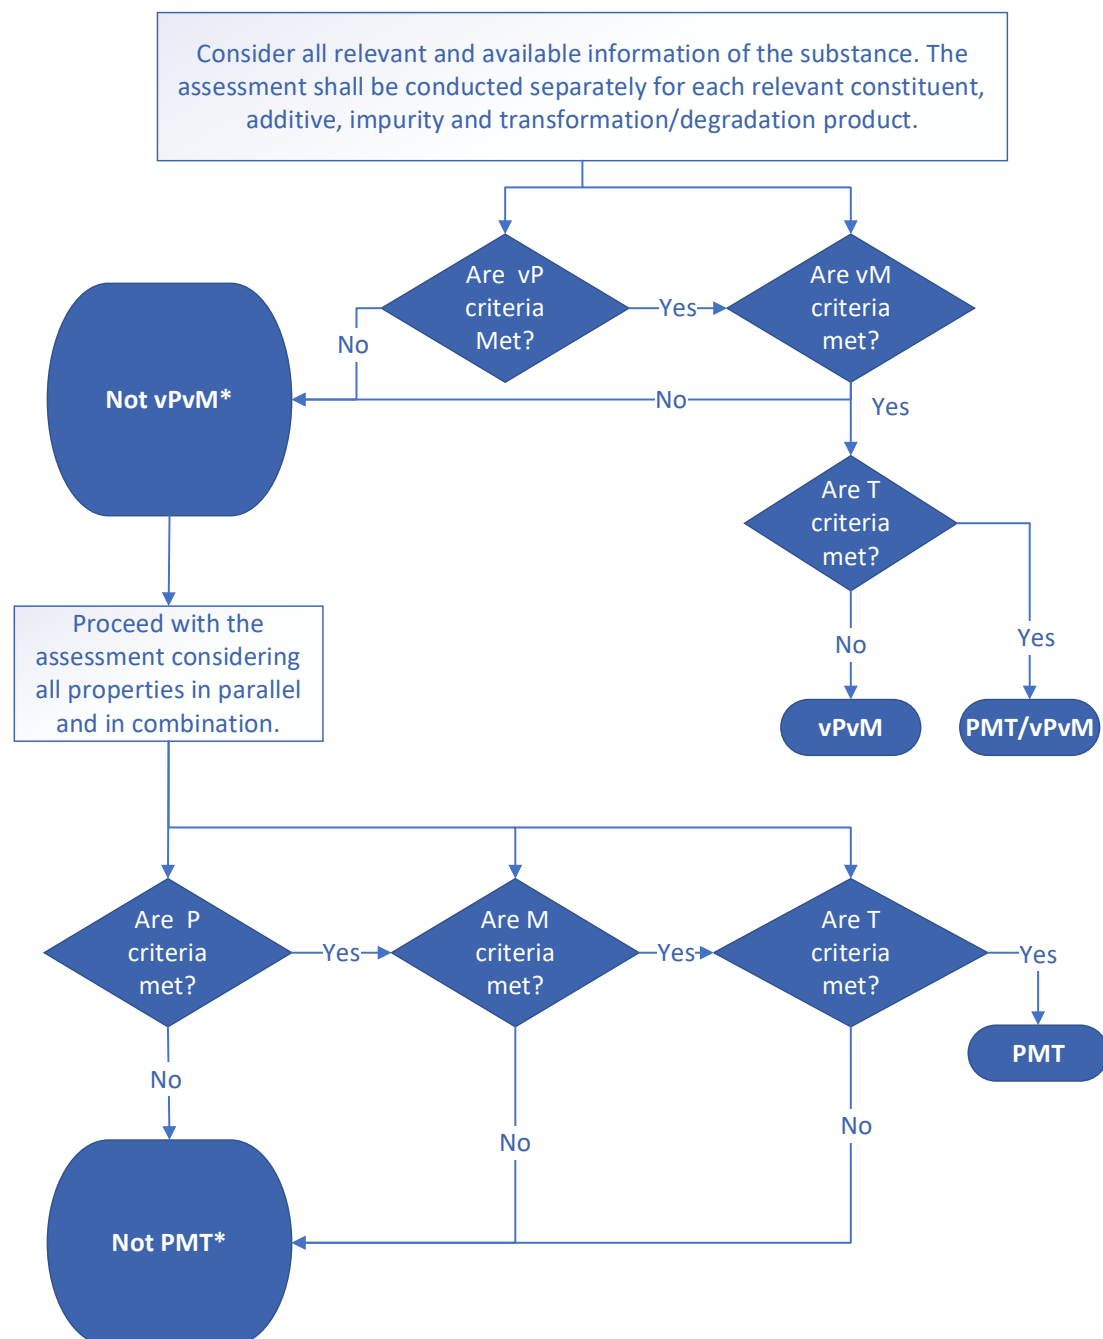 Consider all relevant and available information of the substance. The
assessment shall be conducted separately for each relevant constituent,
additive, impurity and transformation/degradation product.
Are vP
criteria
Met?
Yes
Are vM
criteria
met?
No
Not vPvM*
No
Yes
Are T
criteria
met?
No
Yes
vPvM
PMT/vPvM
Proceed with the
assessment considering
all properties in parallel
and in combination.
Are P
criteria
met?
Yes
Are M
criteria
met?
Yes
Are T
criteria
met?
Yes
PMT
No
No
No
Not PMT*